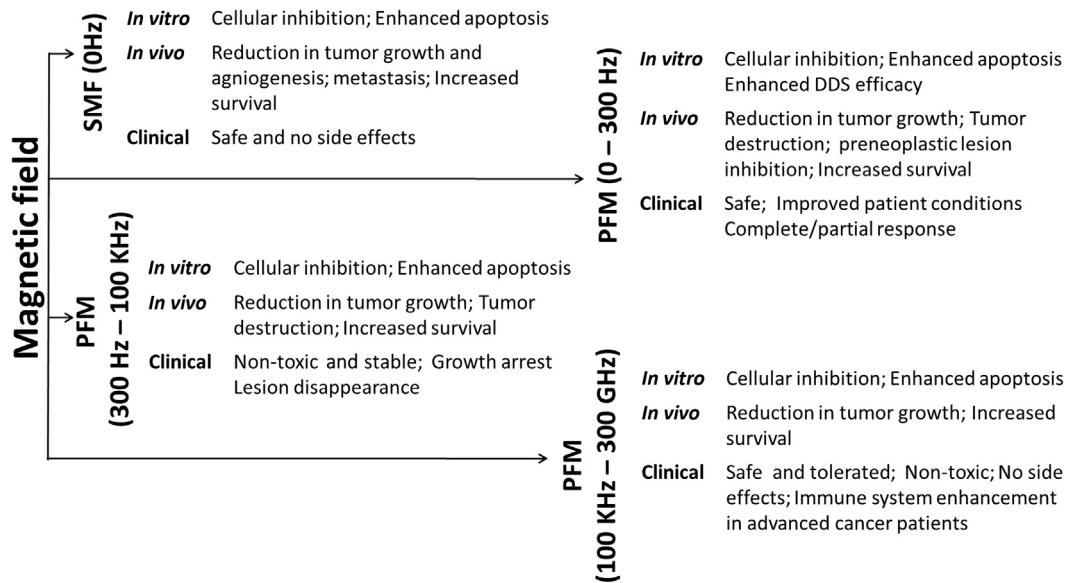 Magnetic field
SMF (0Hz)
In vitro Cellular inhibition; Enhanced apoptosis
In vivo Reduction in tumor growth and
agniogenesis; metastasis; Increased
survival
Clinical Safe and no side effects
PFM (0 – 300 Hz)
In vitro Cellular inhibition; Enhanced apoptosis
Enhanced DDS efficacy
In vivo Reduction in tumor growth; Tumor
destruction; preneoplastic lesion
inhibition; Increased survival
Clinical Safe; Improved patient conditions
Complete/partial response
PFM
(300 Hz – 100 KHz)
In vitro Cellular inhibition; Enhanced apoptosis
In vivo Reduction in tumor growth; Tumor
destruction; Increased survival
Clinical Non-toxic and stable; Growth arrest
Lesion disappearance
PFM
(100 KHz – 300 GHz)
In vitro Cellular inhibition; Enhanced apoptosis
In vivo Reduction in tumor growth; Increased
survival
Clinical Safe and tolerated; Non-toxic; No side
effects; Immune system enhancement
in advanced cancer patients